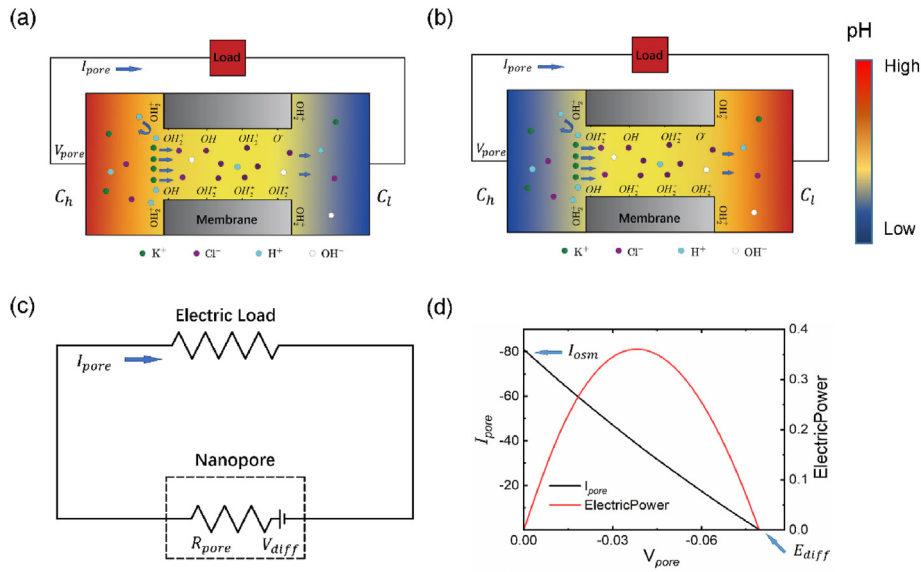 (a)
Load
I_pore
OH₂⁺
OH₂⁺
OH₂⁺ OH OH₂⁺ O⁻
V_pore
C_h
C_l
OH OH₂⁺ OH₂⁺ OH₂⁺
OH₂⁺
OH₂⁺
Membrane
K⁺ Cl⁻ H⁺ OH⁻
(b)
Load
I_pore
OH₂⁺
OH₂⁺
OH₂⁺ OH OH₂⁺ O⁻
V_pore
C_h
C_l
OH OH₂⁺ OH₂⁺ OH₂⁺
OH₂⁺
OH₂⁺
Membrane
K⁺ Cl⁻ H⁺ OH⁻
pH
High
Low
(c)
Electric Load
I_pore
Nanopore
R_pore V_diff
(d)
I_pore
-80
-60
-40
-20
I_osm
I_pore
ElectricPower
0.4
0.3
0.2
0.1
0.0
ElectricPower
0.00 -0.03 -0.06
V_pore
E_diff